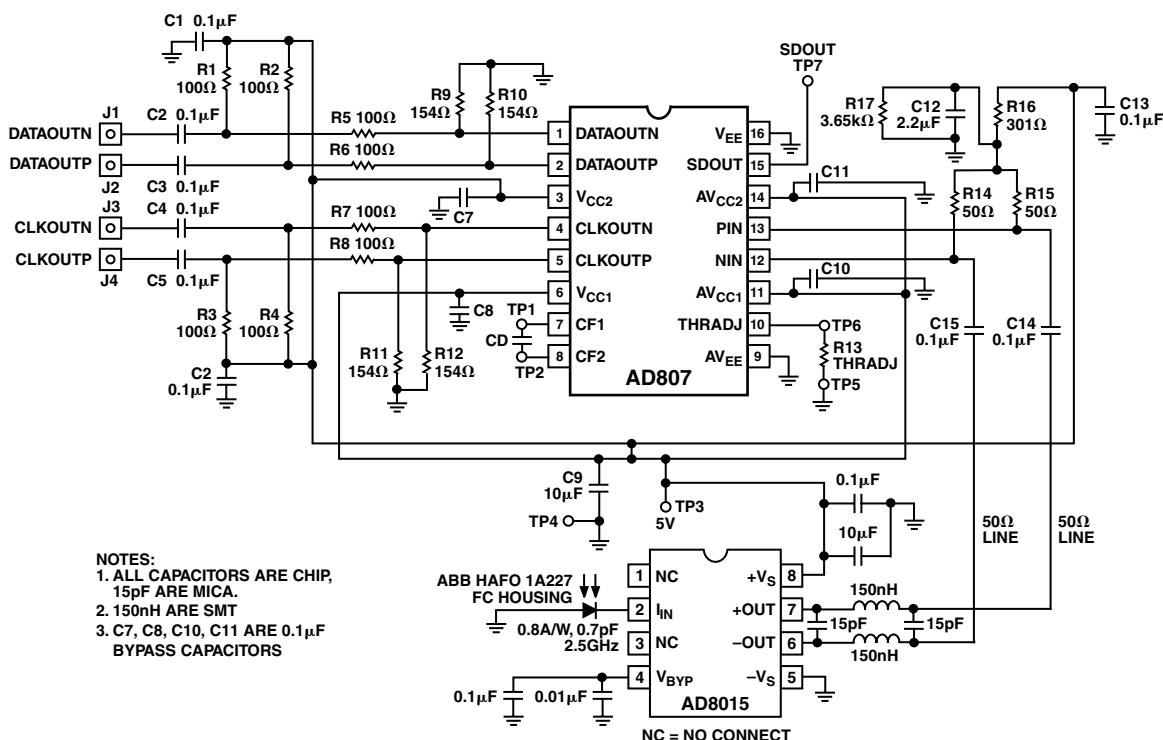 C1 0.1µF
R1
100Ω
R2
100Ω
J1
DATAOUTN
C2 0.1µF
DATAOUTP
J2
C3 0.1µF
J3
C4 0.1µF
CLKOUTN
CLKOUTP
J4
C5 0.1µF
R3
100Ω
R4
100Ω
C2
0.1µF
R5 100Ω
R6 100Ω
R7 100Ω
R8 100Ω
R9
154Ω
R10
154Ω
C7
C8
TP1
CD
TP2
R11
154Ω
R12
154Ω
1 DATAOUTN
2 DATAOUTP
3 VCC2
4 CLKOUTN
5 CLKOUTP
6 VCC1
7 CF1
8 CF2
VEE 16
SDOUT 15
AVCC2 14
PIN 13
NIN 12
AVCC1 11
THRADJ 10
AVEE 9
AD807
SDOUT
TP7
C11
C10
TP6
R13
THRADJ
TP5
R17
3.65kΩ
C12
2.2µF
R16
301Ω
C13
0.1µF
R14
50Ω
R15
50Ω
C15
0.1µF
C14
0.1µF
C9
10µF
TP4
TP3
5V
0.1µF
10µF
50Ω
LINE
50Ω
LINE
NOTES:
1. ALL CAPACITORS ARE CHIP,
15pF ARE MICA.
2. 150nH ARE SMT
3. C7, C8, C10, C11 ARE 0.1µF
BYPASS CAPACITORS
ABB HAFO 1A227
FC HOUSING
0.8A/W, 0.7pF
2.5GHz
0.1µF
0.01µF
1 NC
2 IIN
3 NC
4 VBYP
+VS 8
+OUT 7
–OUT 6
–VS 5
AD8015
150nH
15pF
15pF
150nH
NC = NO CONNECT